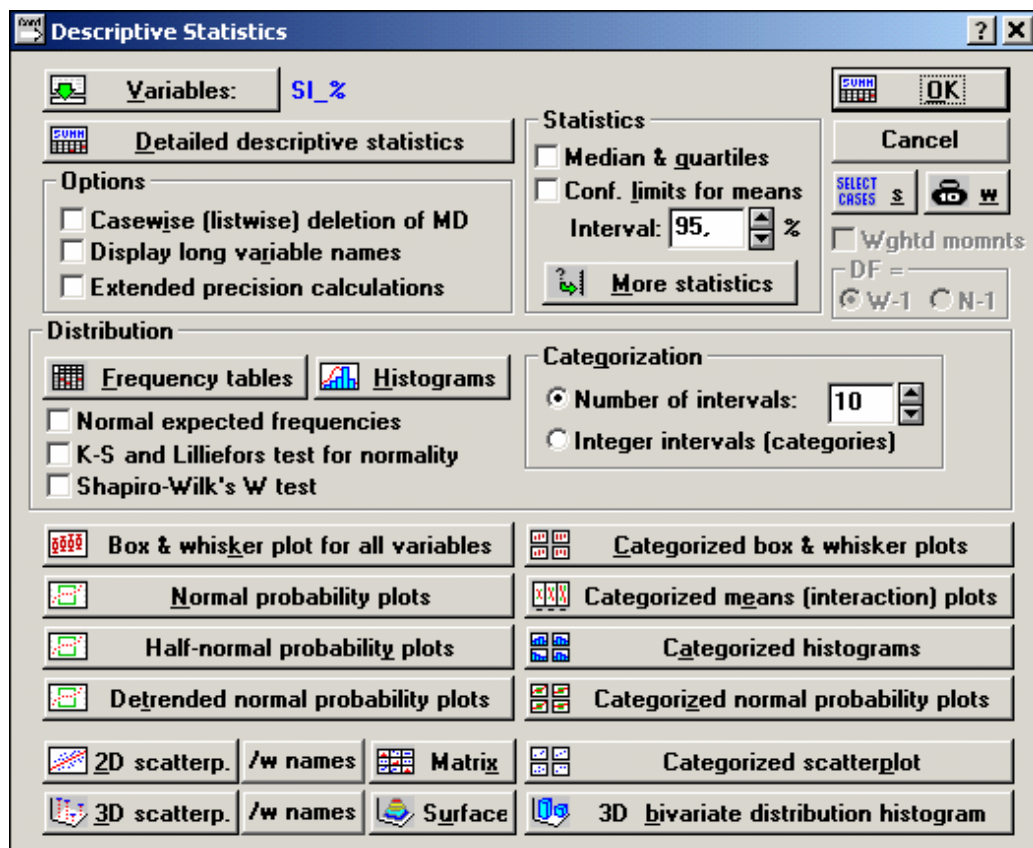 Descriptive Statistics
Variables: SI_%
OK
Detailed descriptive statistics
Statistics
Cancel
Median & quartiles
Options
Conf. limits for means
SELECT CASES S
W
Casewise (listwise) deletion of MD
Interval: 95, %
Wghtd momnts
Display long variable names
DF =
Extended precision calculations
More statistics
W-1 N-1
Distribution
Frequency tables
Histograms
Categorization
Number of intervals: 10
Normal expected frequencies
Integer intervals (categories)
K-S and Lilliefors test for normality
Shapiro-Wilk's W test
Box & whisker plot for all variables
Categorized box & whisker plots
Normal probability plots
Categorized means (interaction) plots
Half-normal probability plots
Categorized histograms
Detrended normal probability plots
Categorized normal probability plots
2D scatterp.
/w names
Matrix
Categorized scatterplot
3D scatterp.
/w names
Surface
3D bivariate distribution histogram